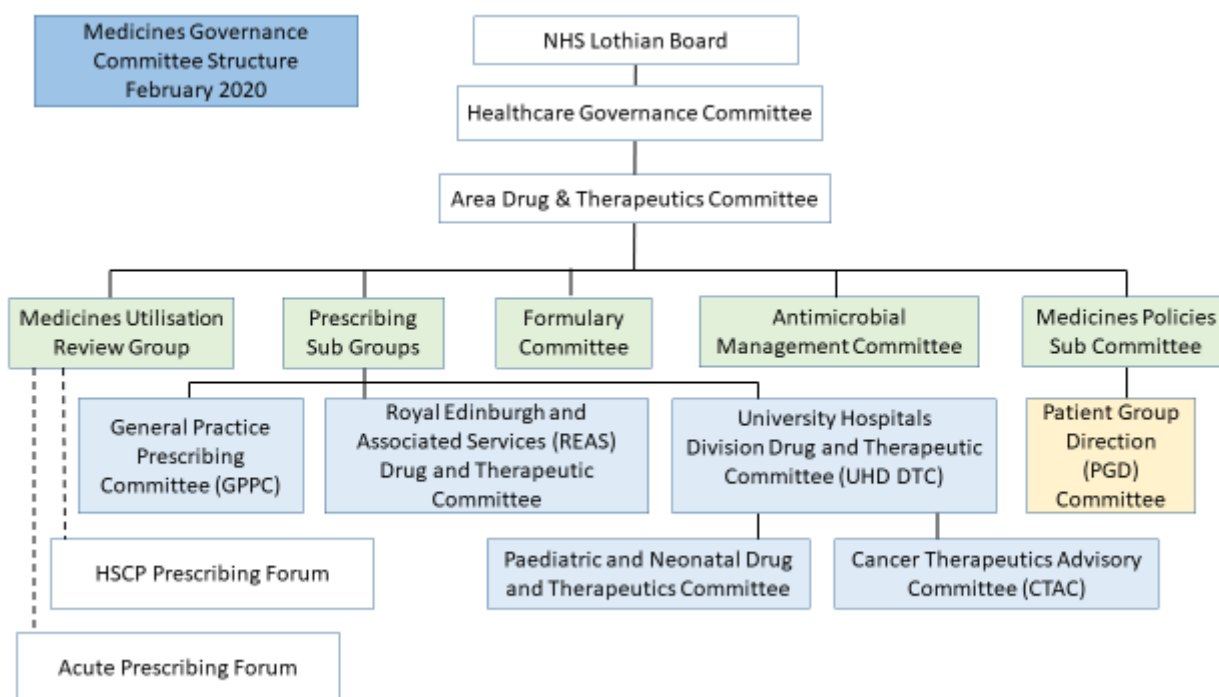 Medicines Governance
Committee Structure
February 2020
NHS Lothian Board
Healthcare Governance Committee
Area Drug & Therapeutics Committee
Medicines Utilisation
Review Group
Prescribing
Sub Groups
Formulary
Committee
Antimicrobial
Management Committee
Medicines Policies
Sub Committee
General Practice
Prescribing
Committee (GPPC)
Royal Edinburgh and
Associated Services (REAS)
Drug and Therapeutic
Committee
University Hospitals
Division Drug and Therapeutic
Committee (UHD DTC)
Patient Group
Direction
(PGD)
Committee
HSCP Prescribing Forum
Paediatric and Neonatal Drug
and Therapeutics Committee
Cancer Therapeutics Advisory
Committee (CTAC)
Acute Prescribing Forum